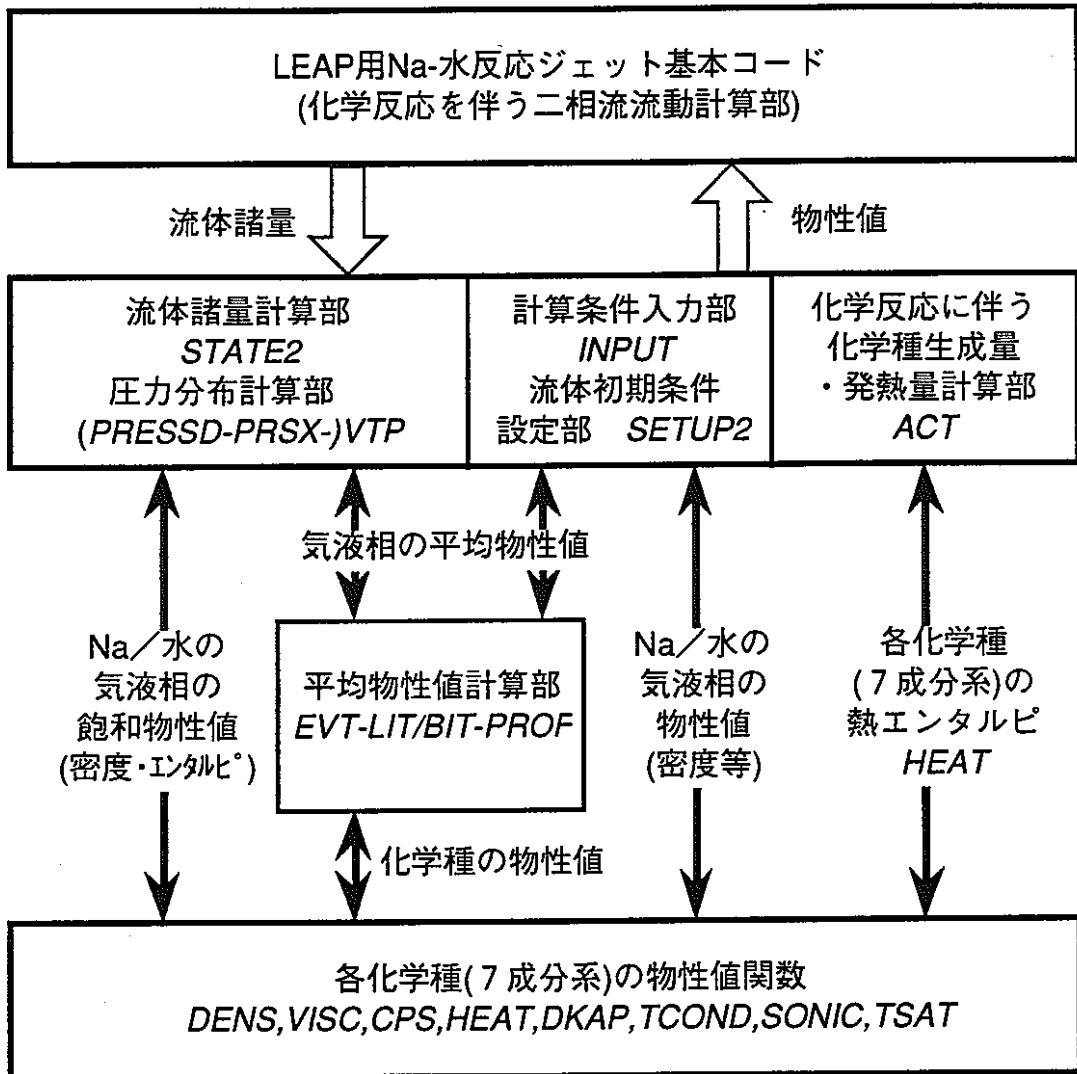 LEAP用Na-水反応ジェット基本コード
(化学反応を伴う二相流流動計算部)
流体諸量
物性値
流体諸量計算部
STATE2
圧力分布計算部
(PRESSD-PRSX-)VTP
計算条件入力部
INPUT
流体初期条件
設定部 SETUP2
化学反応に伴う
化学種生成量
・発熱量計算部
ACT
気液相の平均物性値
Na／水の
気液相の
飽和物性値
(密度・エンタルピ)
平均物性値計算部
EVT-LIT/BIT-PROF
Na／水の
気液相の
物性値
(密度等)
各化学種
(７成分系)の
熱エンタルピ
HEAT
化学種の物性値
各化学種(７成分系)の物性値関数
DENS,VISC,CPS,HEAT,DKAP,TCOND,SONIC,TSAT